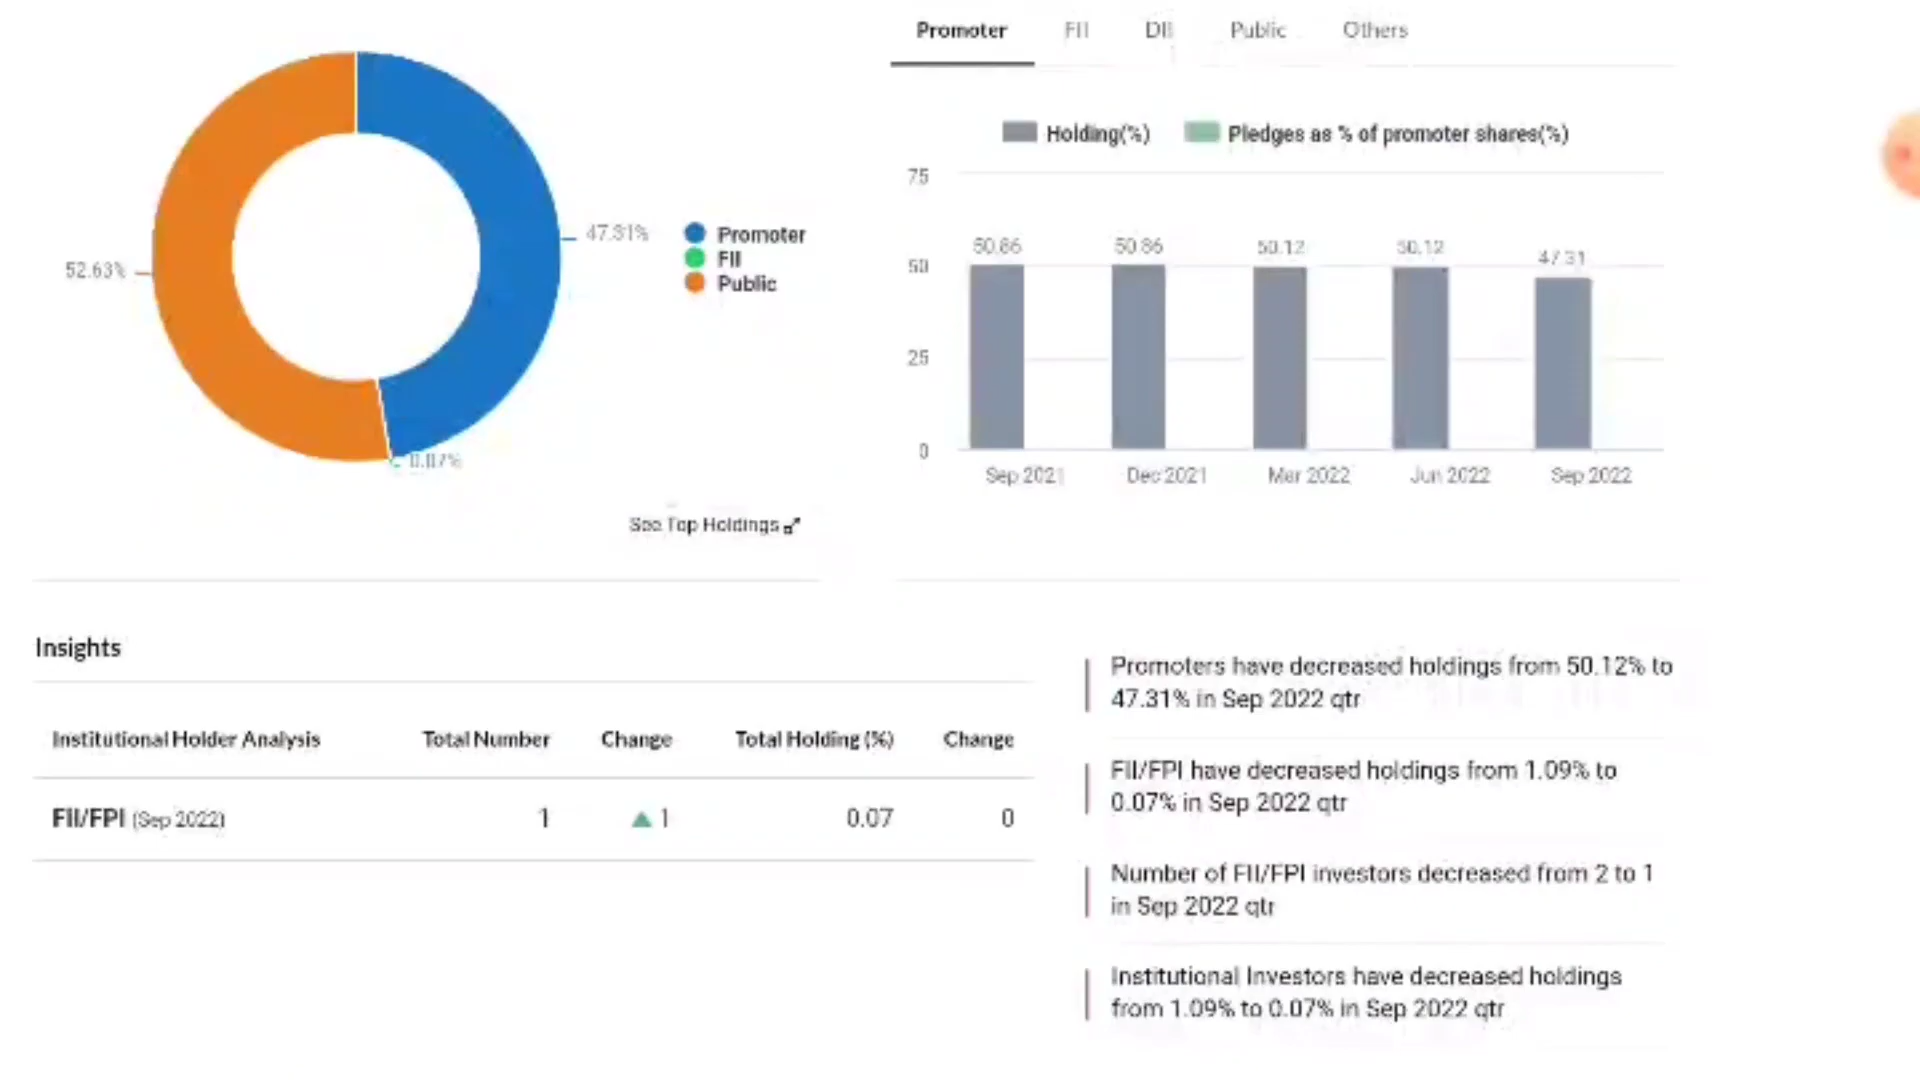 47.31%
52.63%
0.07%
Promoter
FII
Public
See Top Holdings
Promoter FII DII Public Others
Holding(%) Pledges as % of promoter shares(%)
75
50
25
0
50.86 50.86 50.12 50.12 47.31
Sep 2021 Dec 2021 Mar 2022 Jun 2022 Sep 2022
Insights
Institutional Holder Analysis Total Number Change Total Holding (%) Change
FII/FPI (Sep 2022) 1 1 0.07 0
Promoters have decreased holdings from 50.12% to
47.31% in Sep 2022 qtr
FII/FPI have decreased holdings from 1.09% to
0.07% in Sep 2022 qtr
Number of FII/FPI investors decreased from 2 to 1
in Sep 2022 qtr
Institutional Investors have decreased holdings
from 1.09% to 0.07% in Sep 2022 qtr